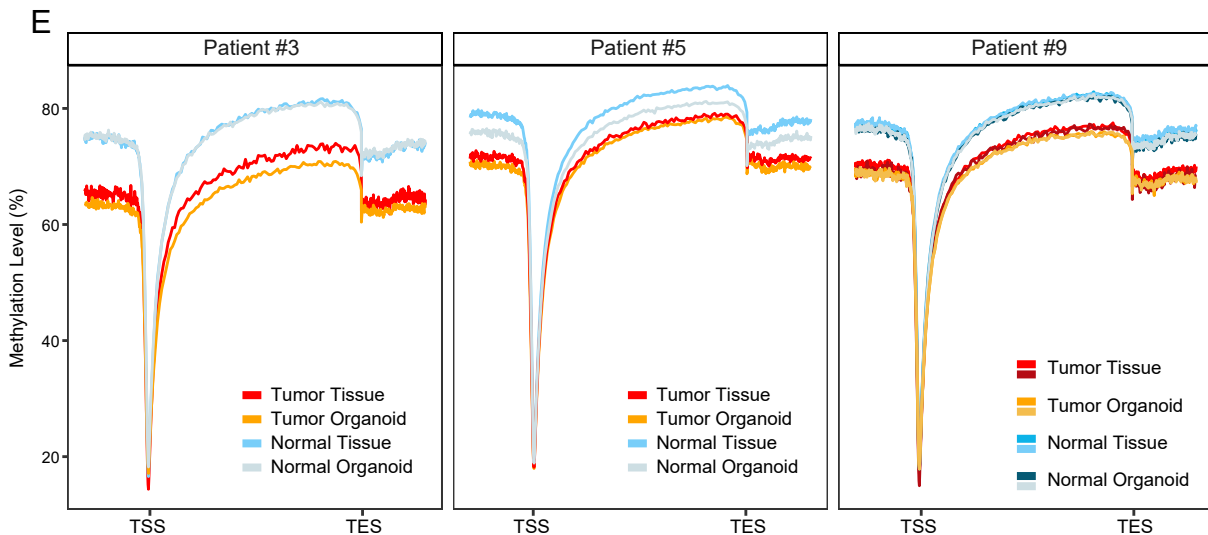 E
Patient #3
Patient #5
Patient #9
Methylation Level (%)
80
60
40
20
Tumor Tissue
Tumor Organoid
Normal Tissue
Normal Organoid
Tumor Tissue
Tumor Organoid
Normal Tissue
Normal Organoid
Tumor Tissue
Tumor Organoid
Normal Tissue
Normal Organoid
TSS
TES
TSS
TES
TSS
TES